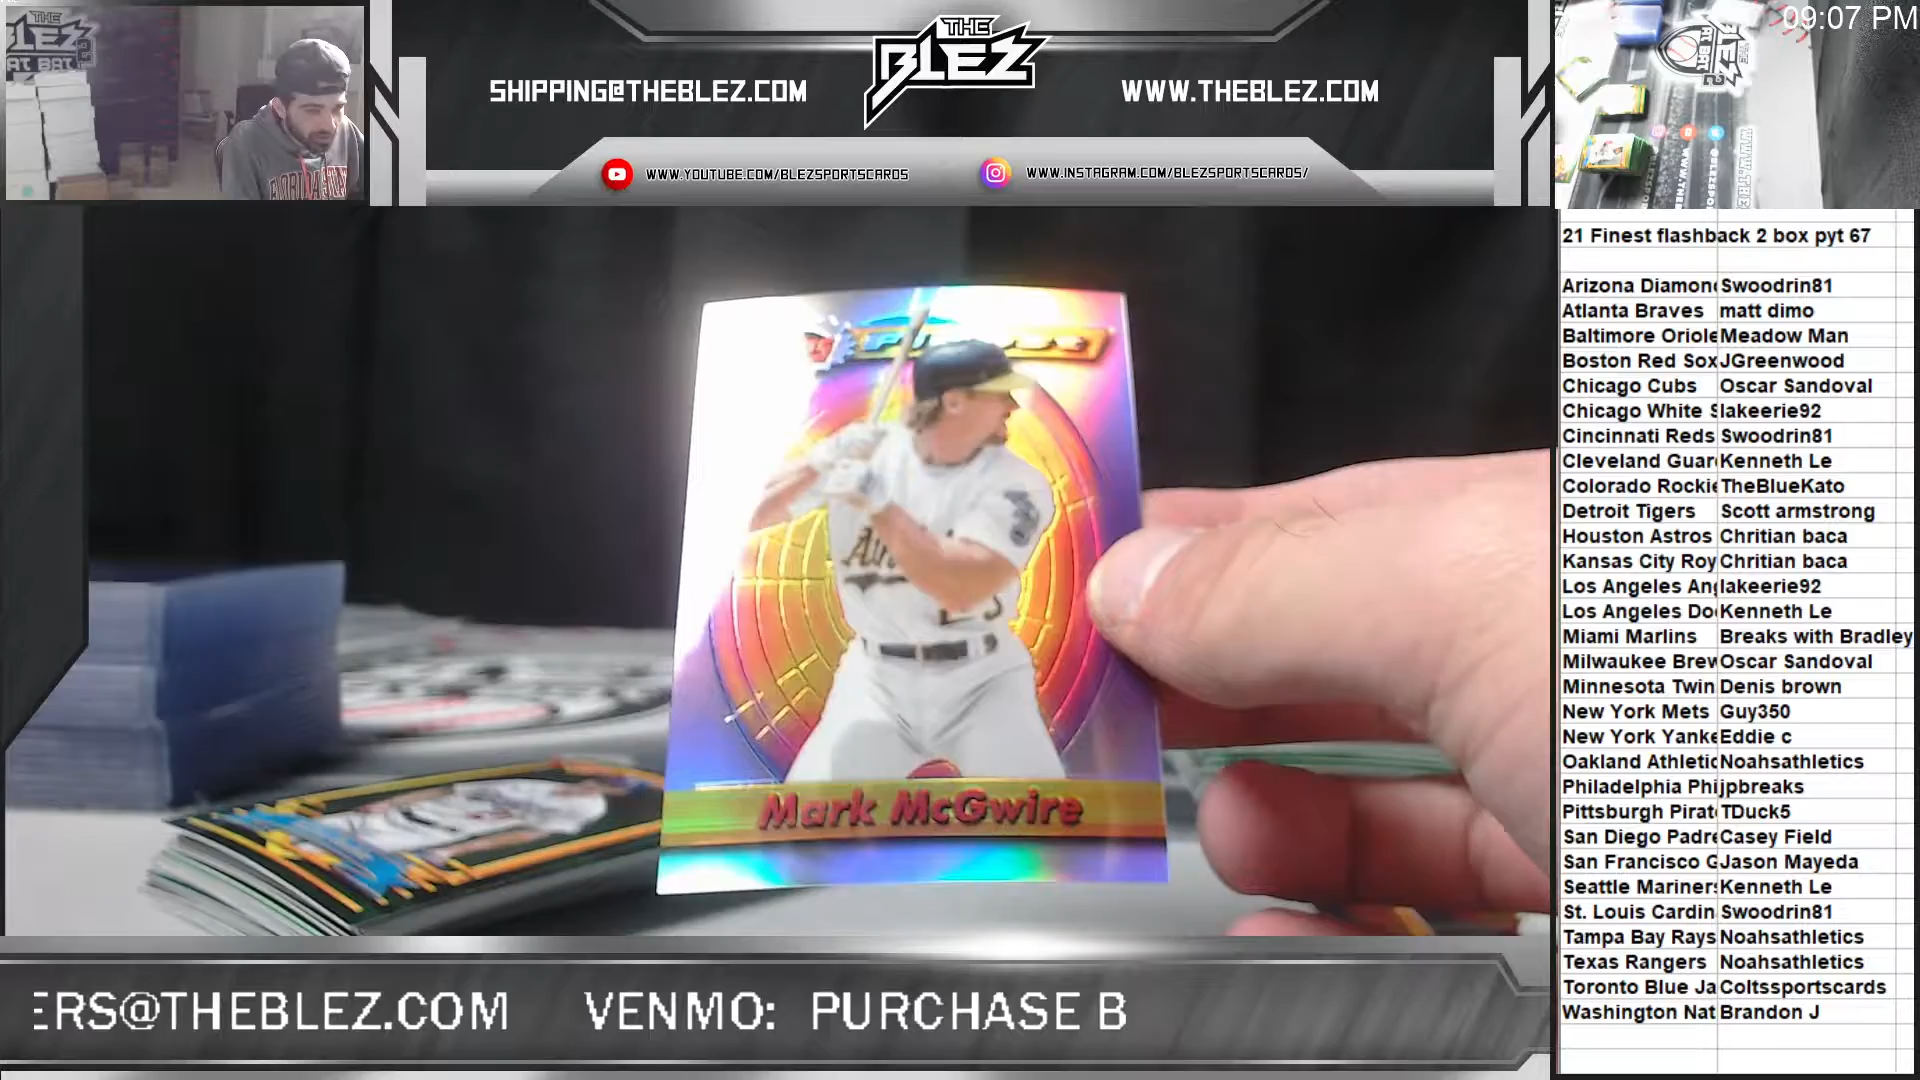 THE
BLEZ
AT BAT
SHIPPING@THEBLEZ.COM
THE
BLEZ
WWW.THEBLEZ.COM
WWW.YOUTUBE.COM/BLEZSPORTSCARDS
WWW.INSTAGRAM.COM/BLEZSPORTSCARDS/
09:07 PM
21 Finest flashback 2 box pyt 67
Arizona Diamon Swoodrin81
Atlanta Braves matt dimo
Baltimore Oriole Meadow Man
Boston Red Sox JGreenwood
Chicago Cubs Oscar Sandoval
Chicago White S lakeerie92
Cincinnati Reds Swoodrin81
Cleveland Guar Kenneth Le
Colorado Rockie TheBlueKato
Detroit Tigers Scott armstrong
Houston Astros Chritian baca
Kansas City Roy Chritian baca
Los Angeles Ang lakeerie92
Los Angeles Do Kenneth Le
Miami Marlins Breaks with Bradley
Milwaukee Brew Oscar Sandoval
Minnesota Twin Denis brown
New York Mets Guy350
New York Yanke Eddie c
Oakland Athletic Noahsathletics
Philadelphia Phi jpbreaks
Pittsburgh Pirat TDuck5
San Diego Padre Casey Field
San Francisco G Jason Mayeda
Seattle Mariners Kenneth Le
St. Louis Cardin Swoodrin81
Tampa Bay Rays Noahsathletics
Texas Rangers Noahsathletics
Toronto Blue Ja Coltssportscards
Washington Nat Brandon J
Mark McGwire
ERS@THEBLEZ.COM VENMO: PURCHASE B